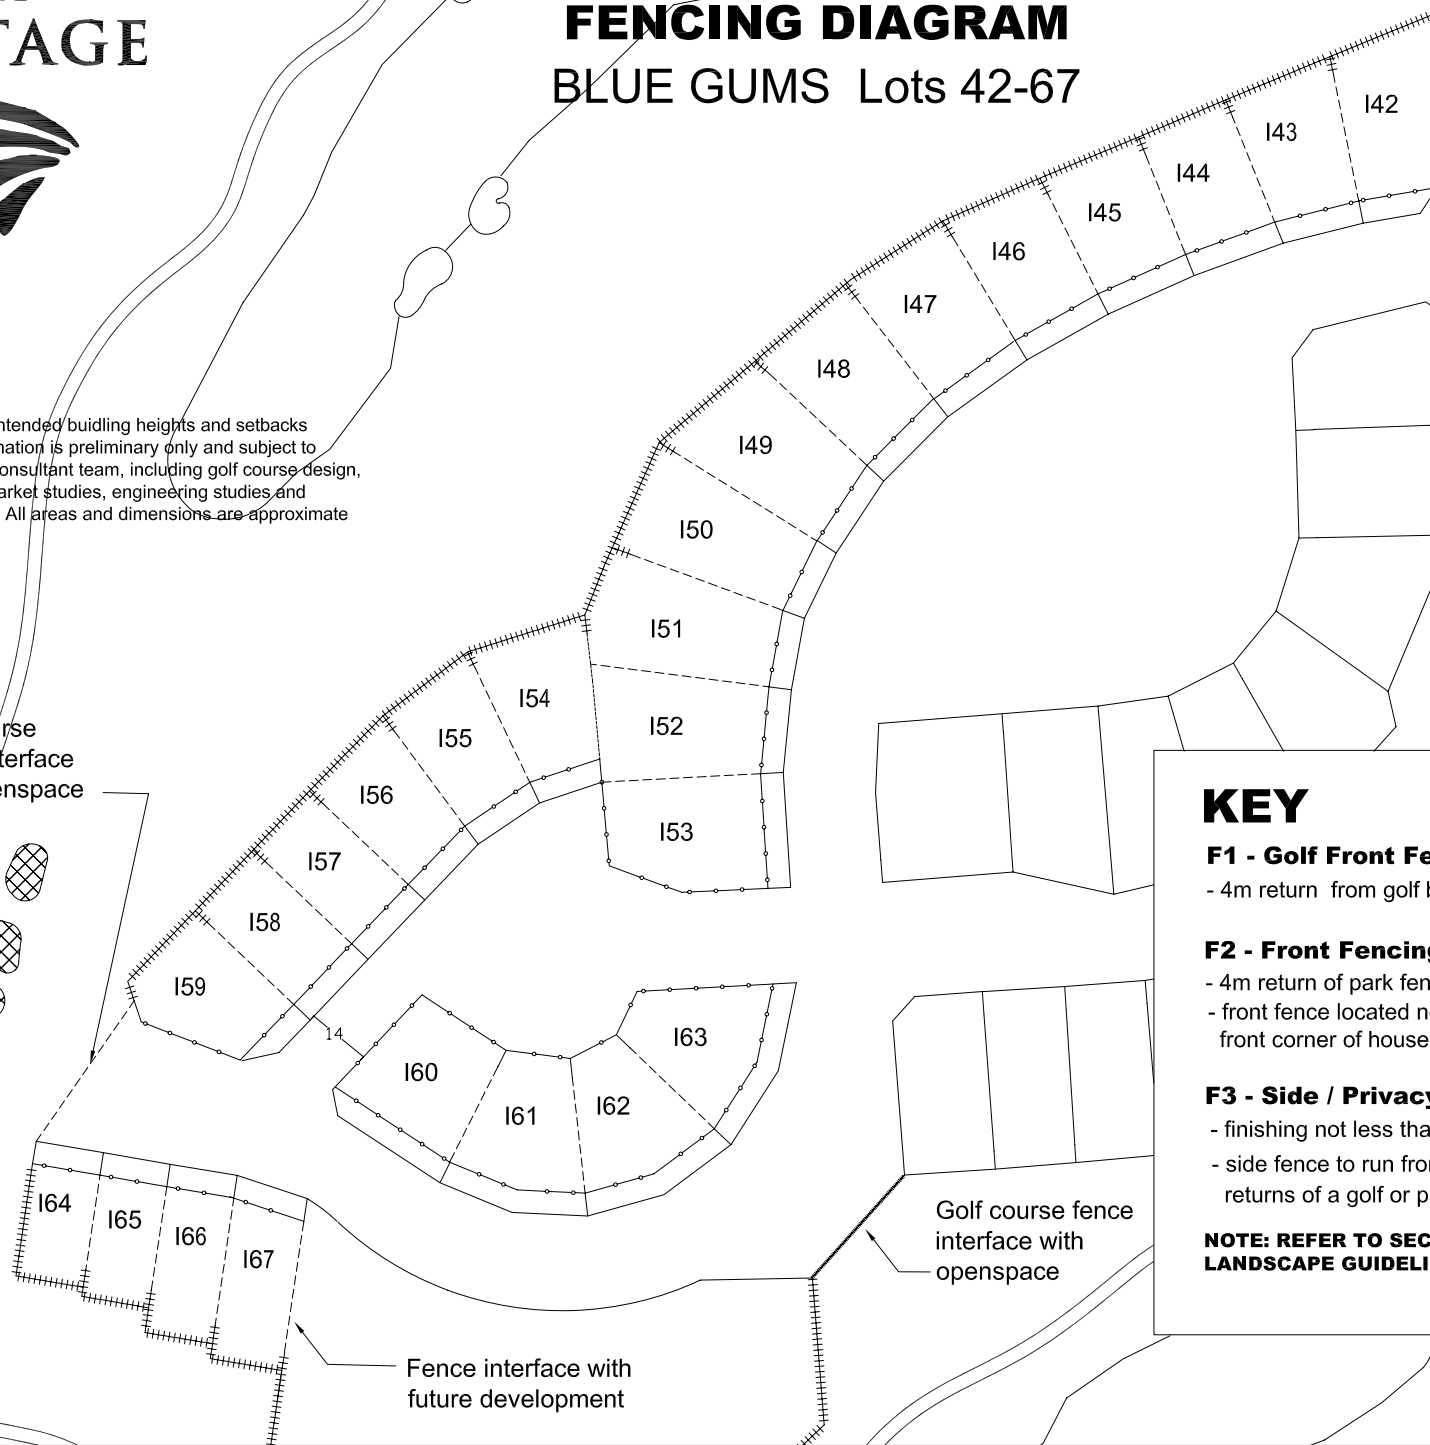 TAGE
FENCING DIAGRAM
BLUE GUMS Lots 42-67
I42
I43
I44
I45
I46
I47
I48
I49
I50
I51
I52
I53
I54
I55
I56
I57
I58
I59
I60
I61
I62
I63
I64
I65
I66
I67
14
ntended buidling heights and setbacks
nation is preliminary only and subject to
onsultant team, including golf course design,
arket studies, engineering studies and
All areas and dimensions are approximate
rse
terface
enspace
Golf course fence
interface with
openspace
Fence interface with
future development
KEY
F1 - Golf Front Fe
- 4m return from golf b
F2 - Front Fencing
- 4m return of park fen
- front fence located n
front corner of house
F3 - Side / Privacy
- finishing not less tha
- side fence to run fro
returns of a golf or p
NOTE: REFER TO SEC
LANDSCAPE GUIDELI